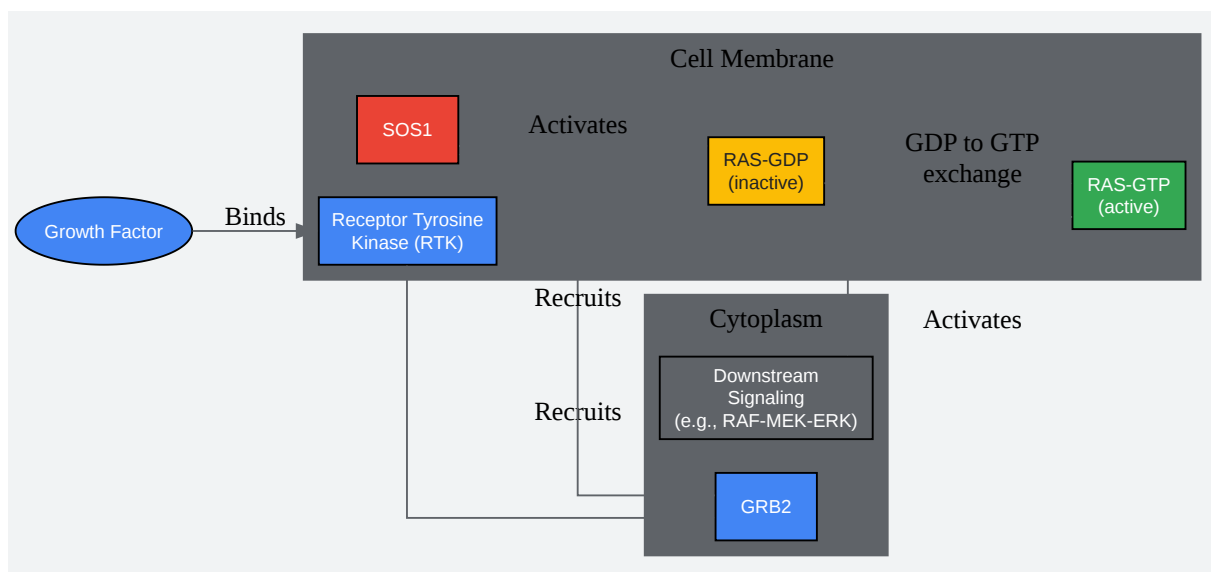 Cell Membrane
SOS1
Activates
RAS-GDP
(inactive)
GDP to GTP
exchange
RAS-GTP
(active)
Growth Factor
Binds
Receptor Tyrosine
Kinase (RTK)
Recruits
Cytoplasm
Activates
Downstream
Signaling
(e.g., RAF-MEK-ERK)
Recruits
GRB2